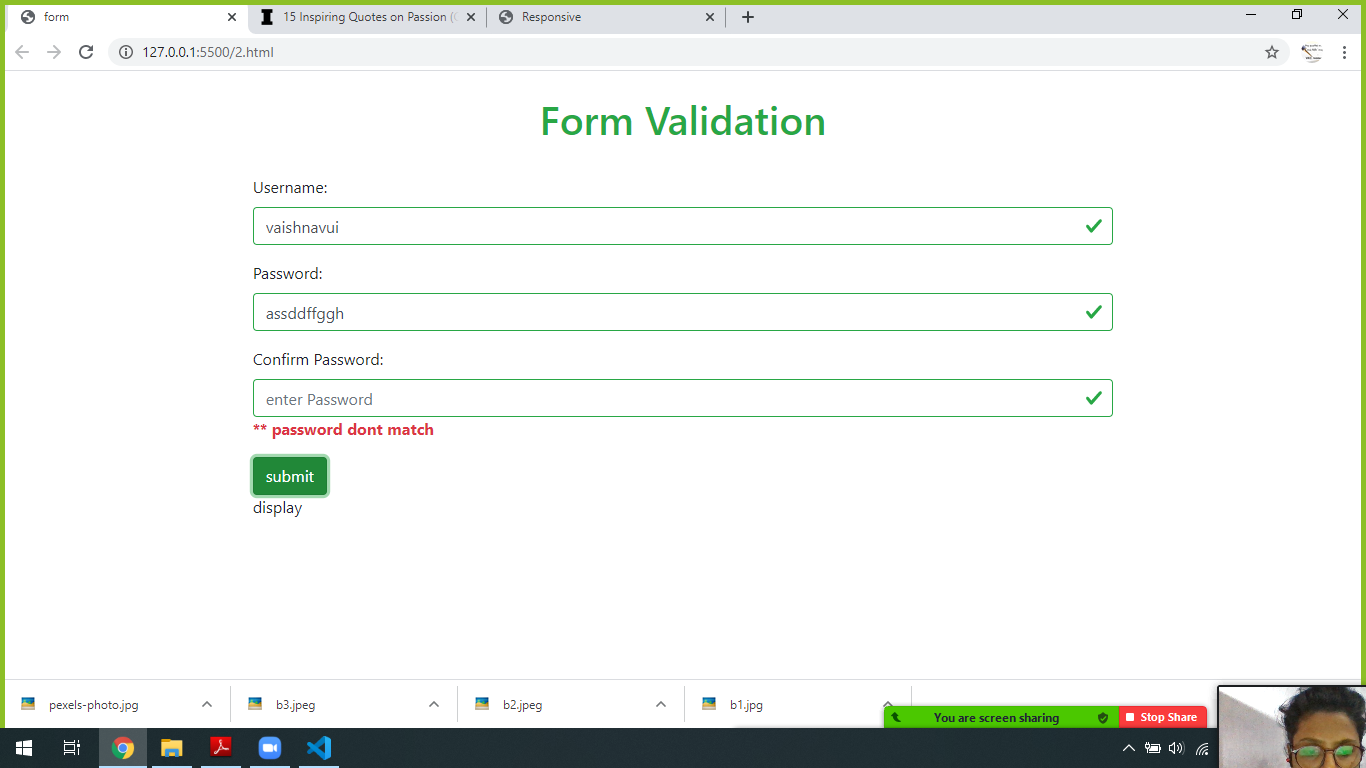 form
15 Inspiring Quotes on Passion (
Responsive
127.0.0.1:5500/2.html
Form Validation
Username:
vaishnavui
Password:
assddffggh
Confirm Password:
enter Password
** password dont match
submit
display
pexels-photo.jpg
b3.jpeg
b2.jpeg
b1.jpg
You are screen sharing
Stop Share